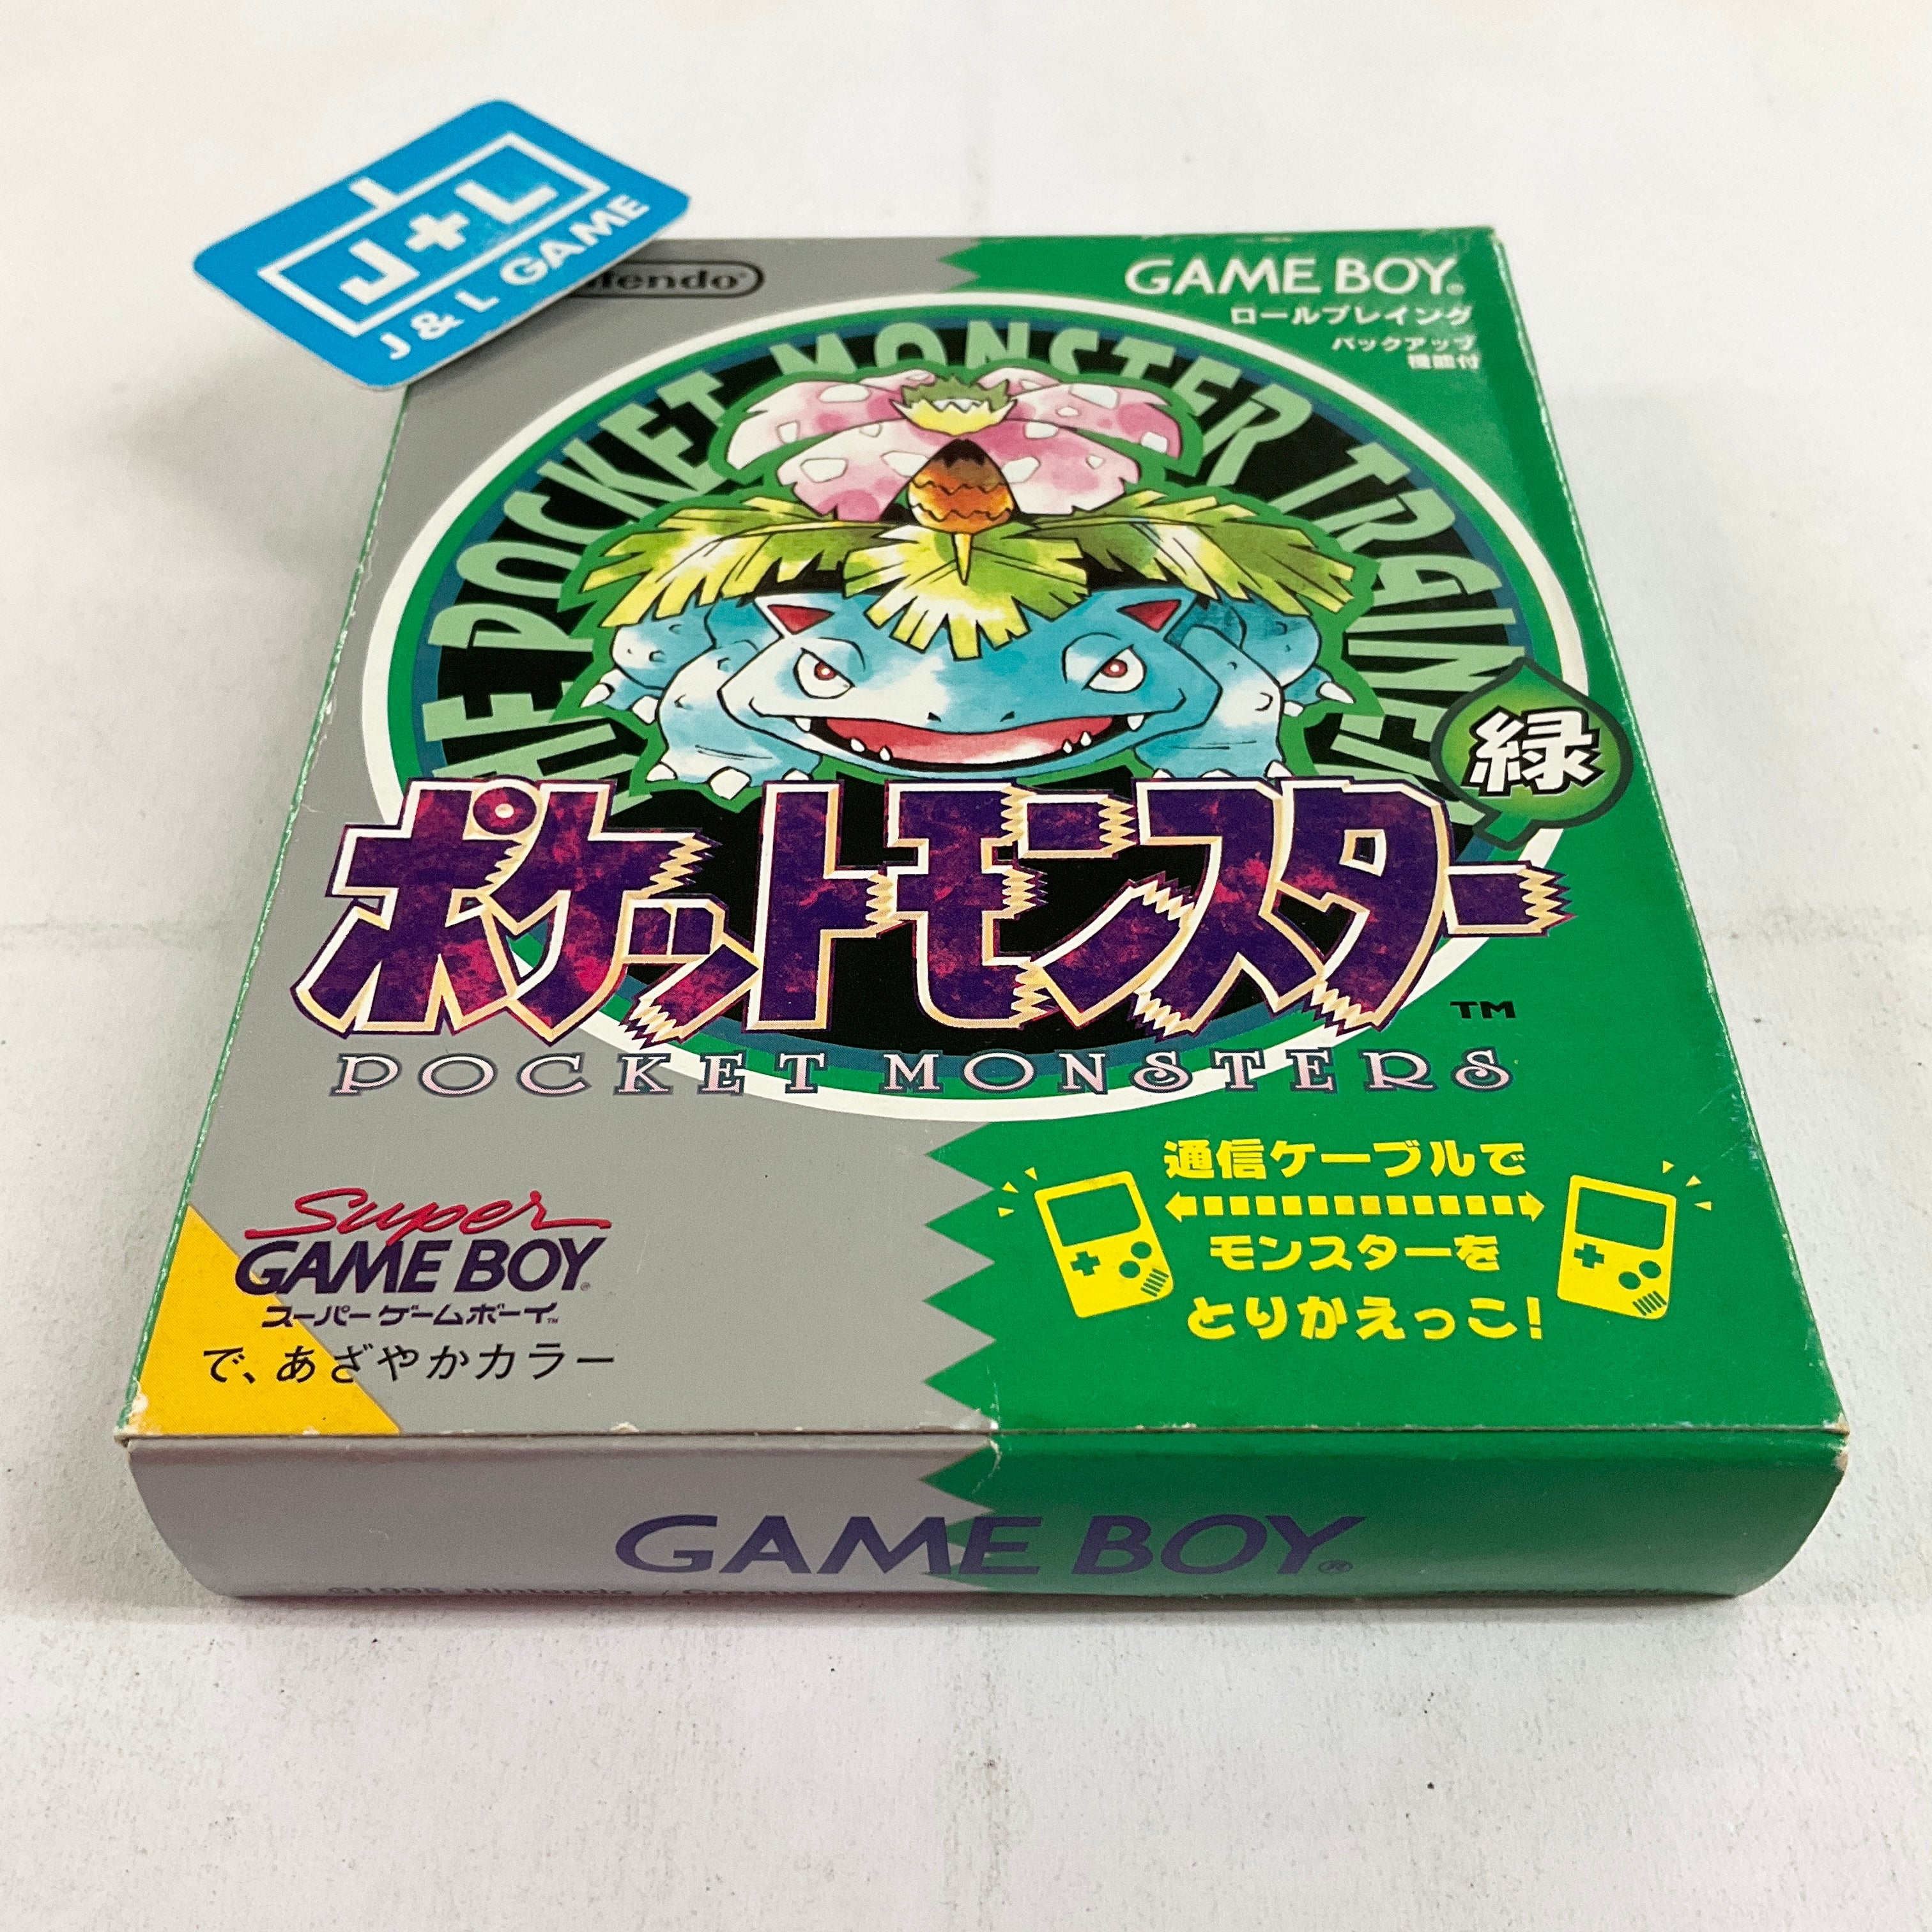 J+L
J & L GAME
GAME BOY®
ロールプレイング
バックアップ
機能付
POCKET MONSTER TRAINER
緑
ポケットモンスター
TM
POCKET MONSTERS
通信ケーブルで
モンスターを
とりかえっこ!
Super
GAME BOY®
スーパーゲームボーイ™
で、あざやかカラー
GAME BOY®
Nintendo